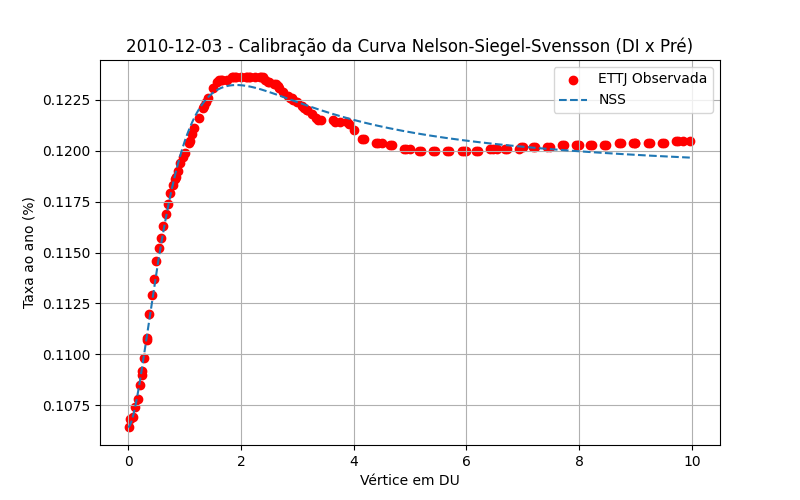 2010-12-03 - Calibração da Curva Nelson-Siegel-Svensson (DI x Pré)
ETTJ Observada
NSS
Taxa ao ano (%)
0.1225
0.1200
0.1175
0.1150
0.1125
0.1100
0.1075
0
2
4
6
8
10
Vértice em DU